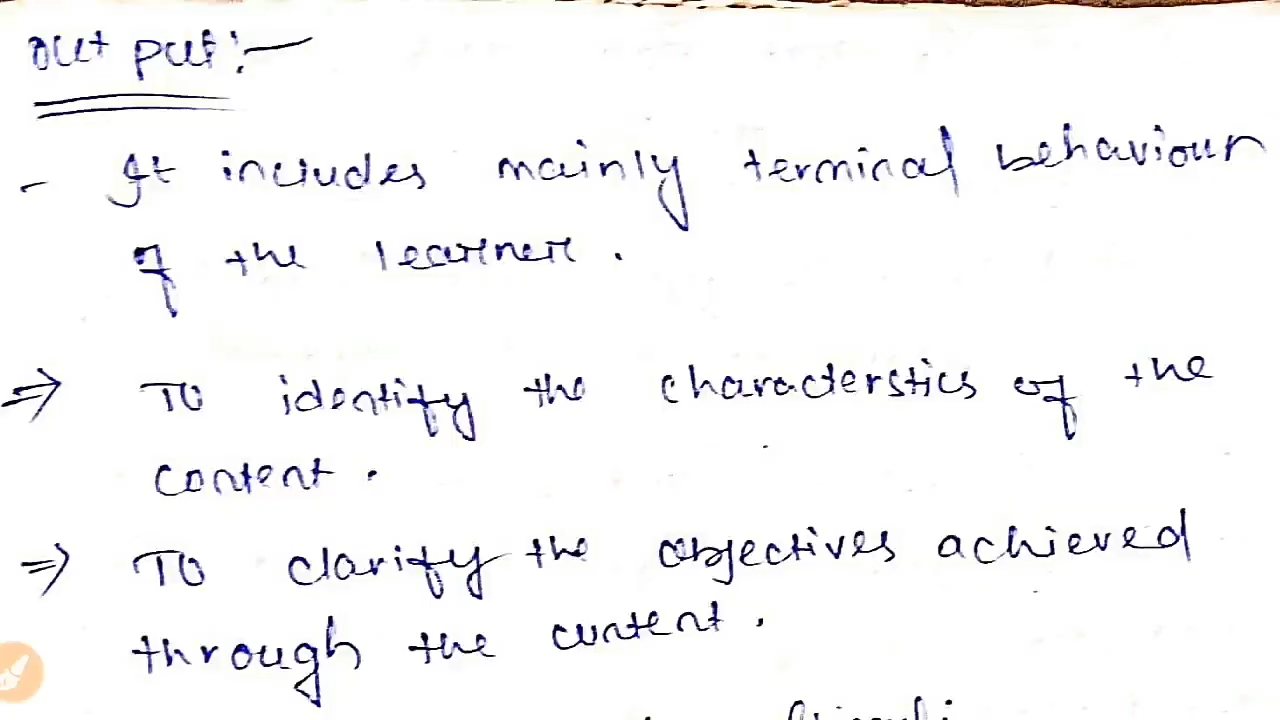 Out put :-
- It includes mainly terminal behaviour
of the learner.
⇒ To identify the characterstics of the
content.
⇒ To clarify the objectives achieved
through the content.